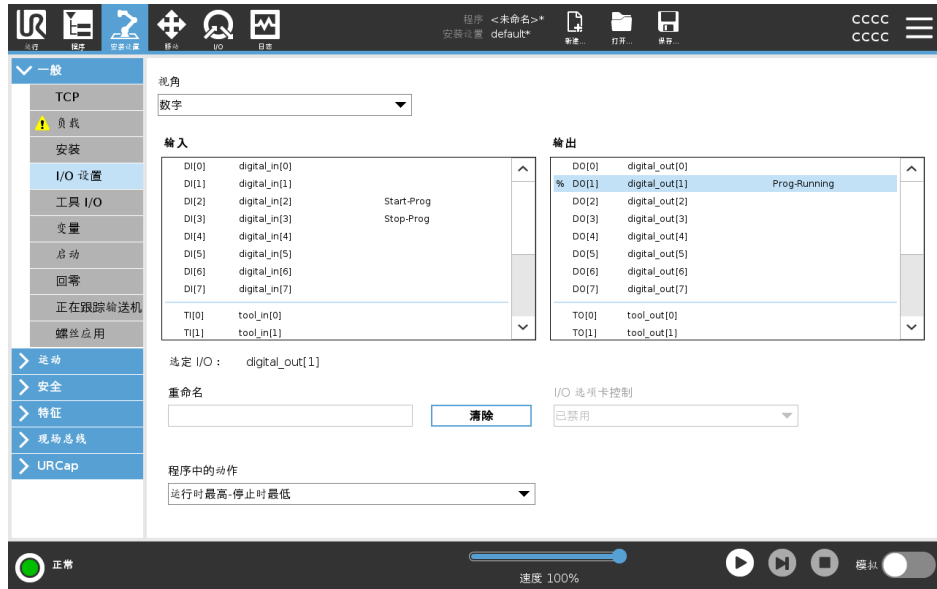 程序 <未命名>*
安装设置 default*
CCCC
CCCC
运行
程序
安装设置
移动
I/O
日志
新建...
打开...
保存...
一般
TCP
负载
安装
I/O 设置
工具 I/O
变量
启动
回零
正在跟踪输送机
螺丝应用
运动
安全
特征
现场总线
URCap
视角
数字
输入
DI[0] digital_in[0]
DI[1] digital_in[1]
DI[2] digital_in[2] Start-Prog
DI[3] digital_in[3] Stop-Prog
DI[4] digital_in[4]
DI[5] digital_in[5]
DI[6] digital_in[6]
DI[7] digital_in[7]
TI[0] tool_in[0]
TI[1] tool_in[1]
输出
DO[0] digital_out[0]
% DO[1] digital_out[1] Prog-Running
DO[2] digital_out[2]
DO[3] digital_out[3]
DO[4] digital_out[4]
DO[5] digital_out[5]
DO[6] digital_out[6]
DO[7] digital_out[7]
TO[0] tool_out[0]
TO[1] tool_out[1]
选定 I/O： digital_out[1]
重命名
清除
I/O 选项卡控制
已禁用
程序中的动作
运行时最高-停止时最低
正常
速度 100%
模拟